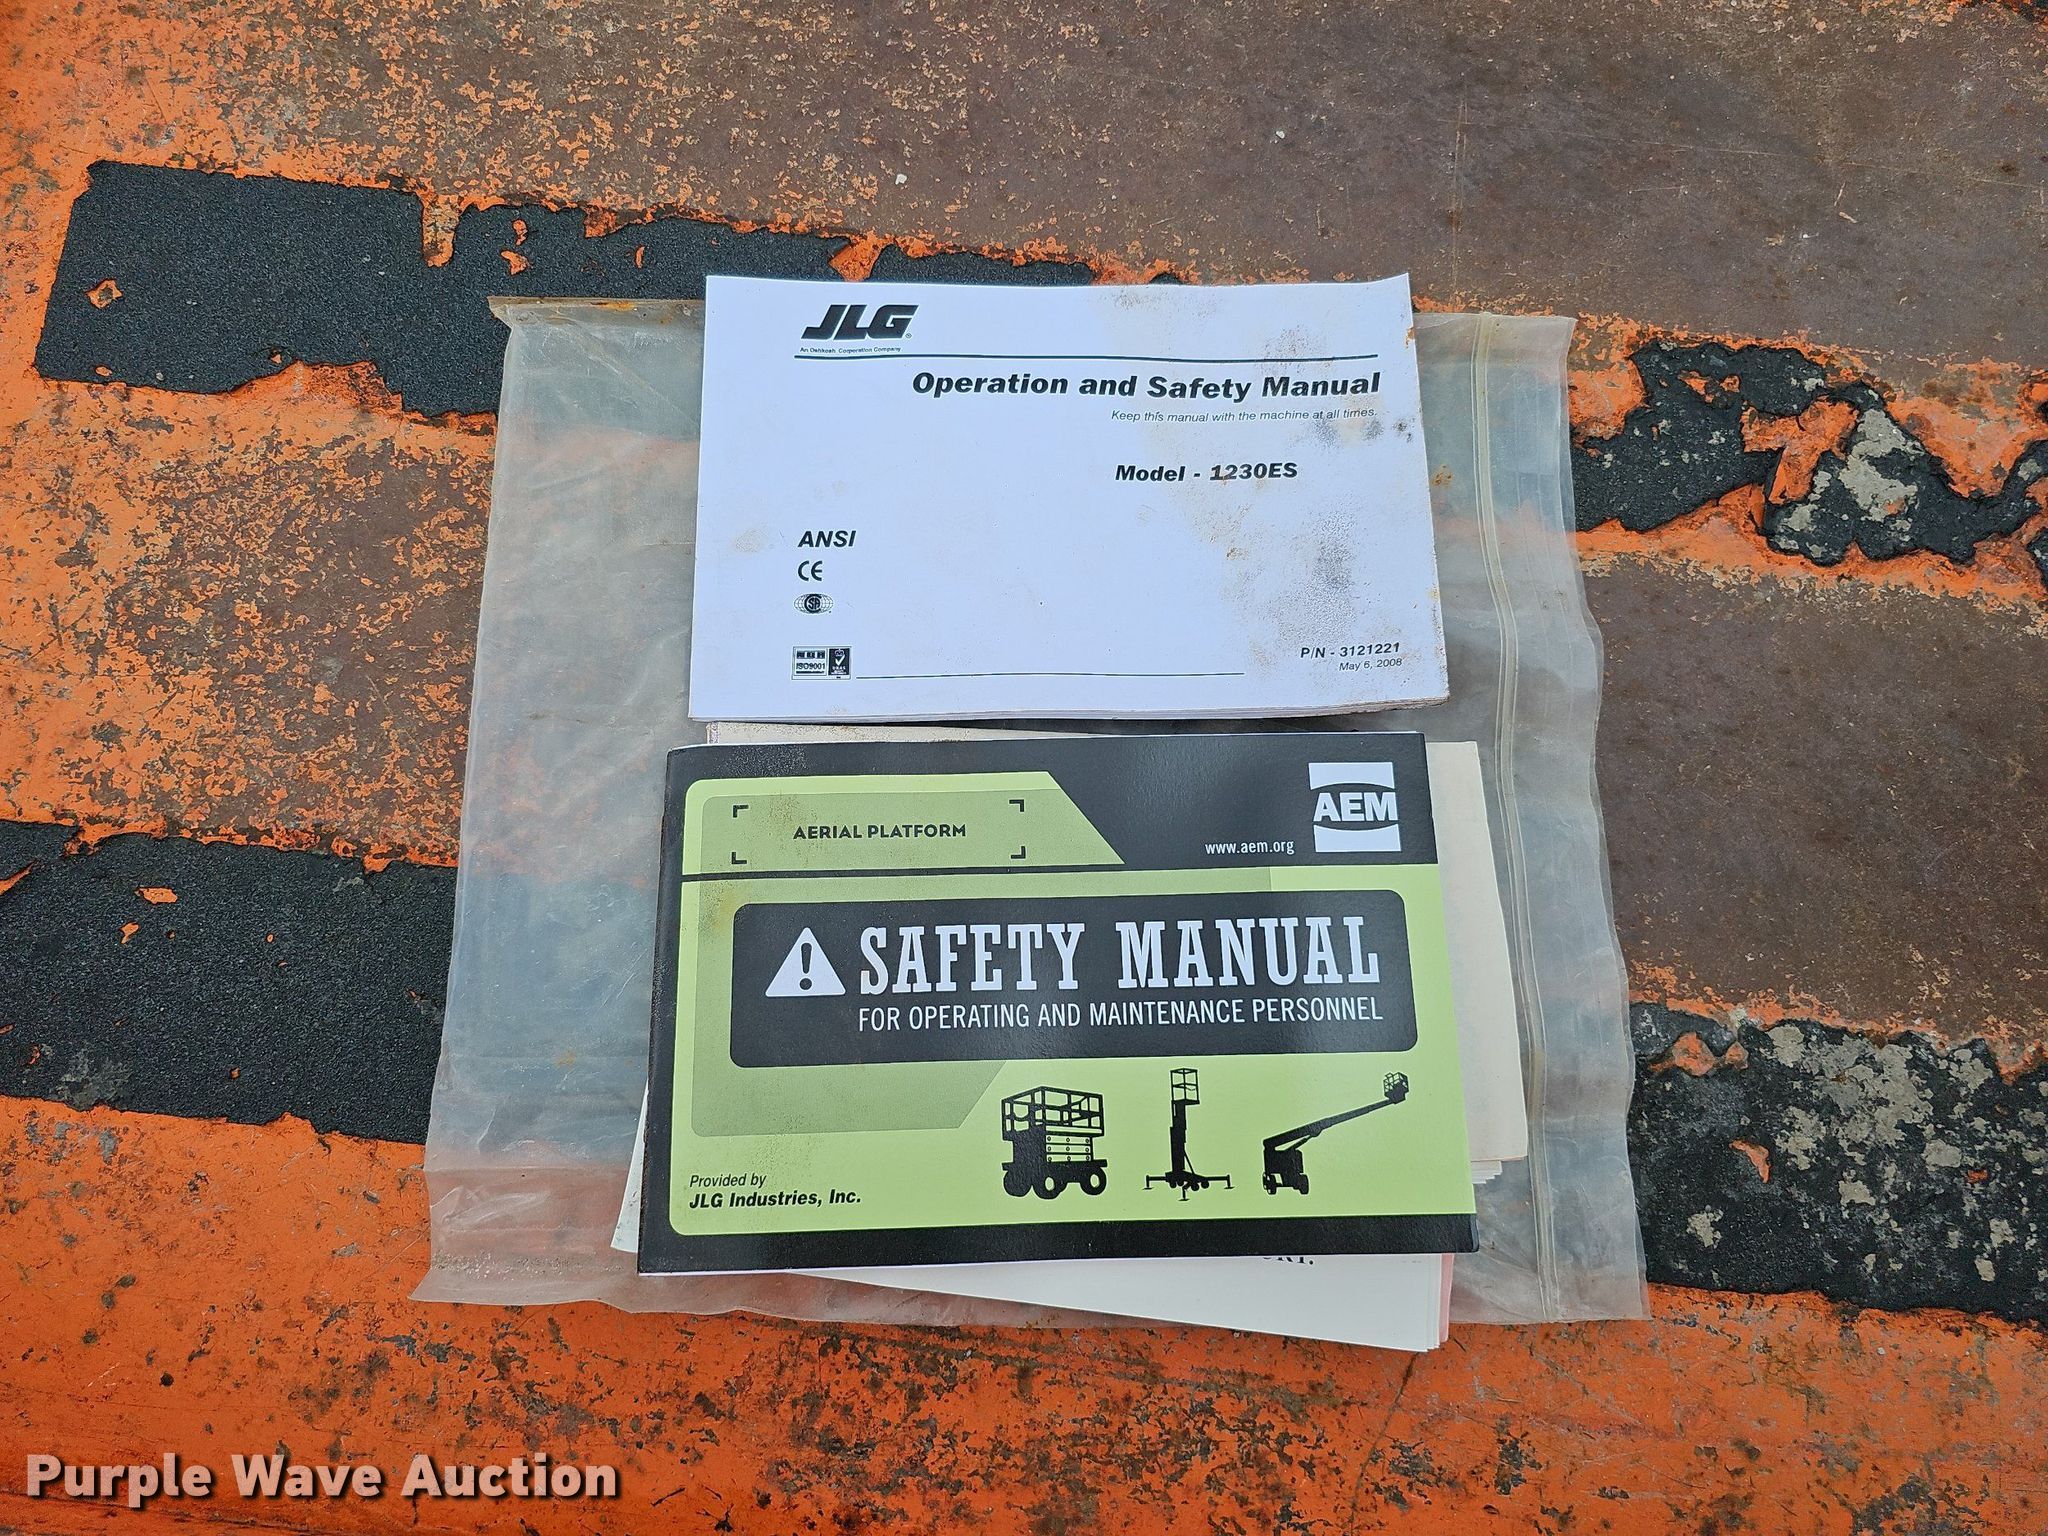 JLG
An Oshkosh Corporation Company
Operation and Safety Manual
Keep this manual with the machine at all times.
Model - 1230ES
ANSI
CE
ISO9001
UKAS
P/N - 3121221
May 6, 2008
AERIAL PLATFORM
www.aem.org
AEM
SAFETY MANUAL
FOR OPERATING AND MAINTENANCE PERSONNEL
Provided by
JLG Industries, Inc.
Purple Wave Auction